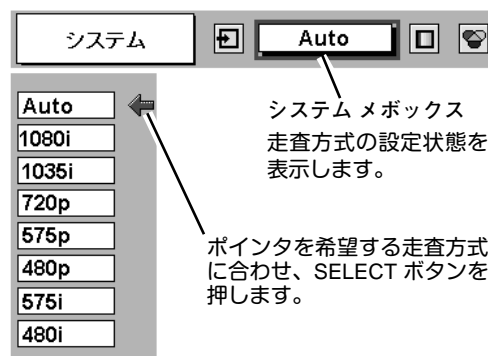 システム
Auto
Auto
1080i
1035i
720p
575p
480p
575i
480i
システム メボックス
走査方式の設定状態を
表示します。
ポインタを希望する走査方式
に合わせ、SELECT ボタンを
押します。